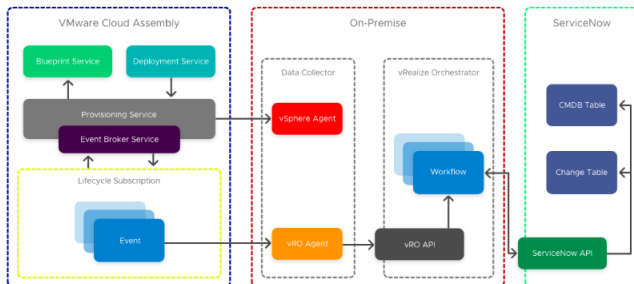 VMware Cloud Assembly
On-Premise
ServiceNow
Blueprint Service
Deployment Service
Data Collector
vRealize Orchestrator
Provisioning Service
Event Broker Service
vSphere Agent
CMDB Table
Lifecycle Subscription
Workflow
Change Table
Event
vRO Agent
vRO API
ServiceNow API